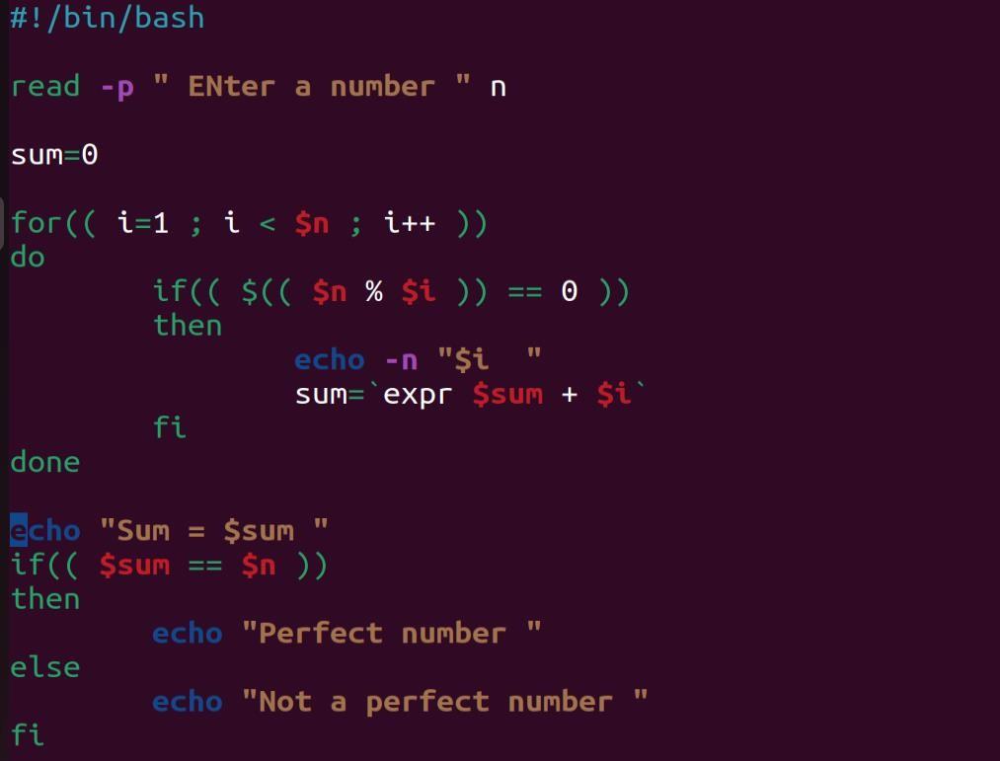 #!/bin/bash
read -p " ENter a number " n
sum=0
for(( i=1 ; i < $n ; i++ ))
do
if(( $(( $n % $i )) == 0 ))
then
echo -n "$i  "
sum=`expr $sum + $i`
fi
done
echo "Sum = $sum "
if(( $sum == $n ))
then
echo "Perfect number "
else
echo "Not a perfect number "
fi